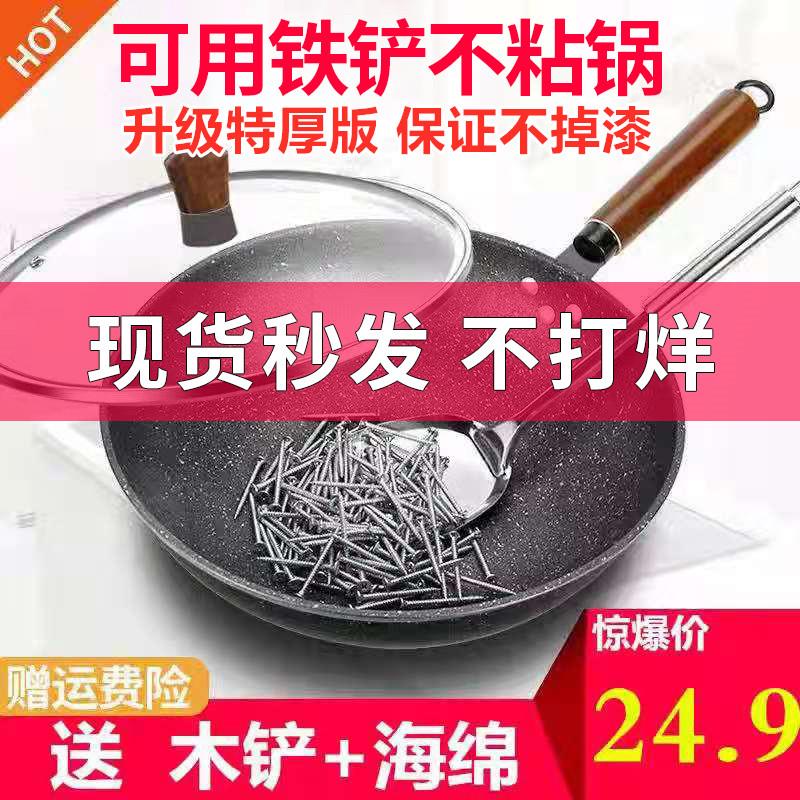 HOT
可用铁铲不粘锅
升级特厚版 保证不掉漆
现货秒发 不打烊
惊爆价
24.9
赠运费险
送 木铲+海绵